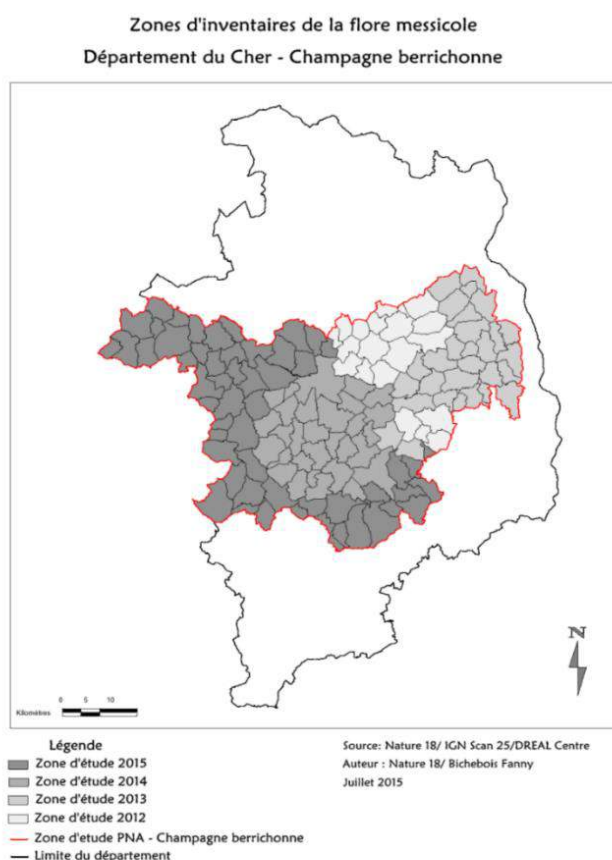 Zones d'inventaires de la flore messicole
Département du Cher - Champagne berrichonne
N
0 5 10
Kilomètres
Légende
Zone d'étude 2015
Zone d'étude 2014
Zone d'étude 2013
Zone d'étude 2012
Zone d'etude PNA - Champagne berrichonne
Limite du département
Source: Nature 18/ IGN Scan 25/DREAL Centre
Auteur : Nature 18/ Bichebois Fanny
Juillet 2015